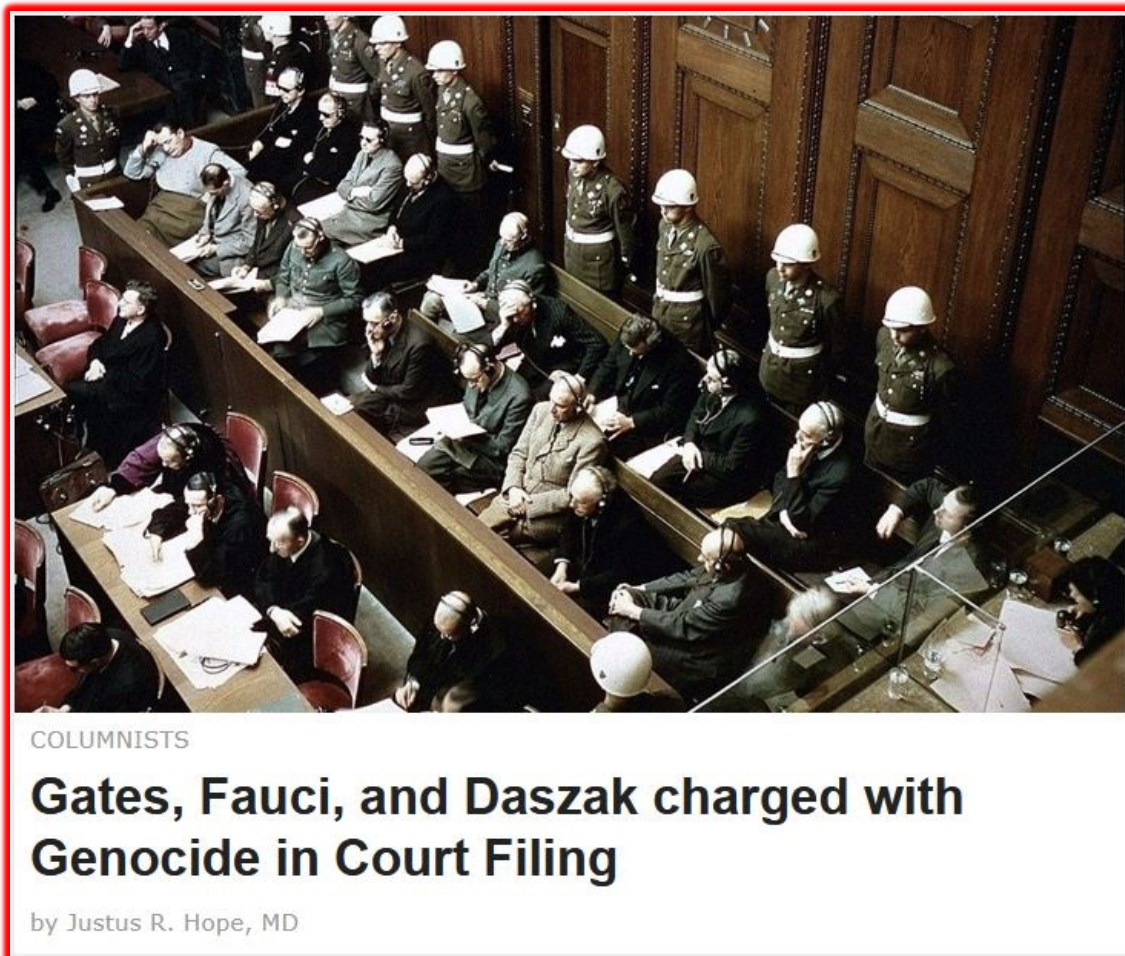 COLUMNISTS
Gates, Fauci, and Daszak charged with
Genocide in Court Filing
by Justus R. Hope, MD